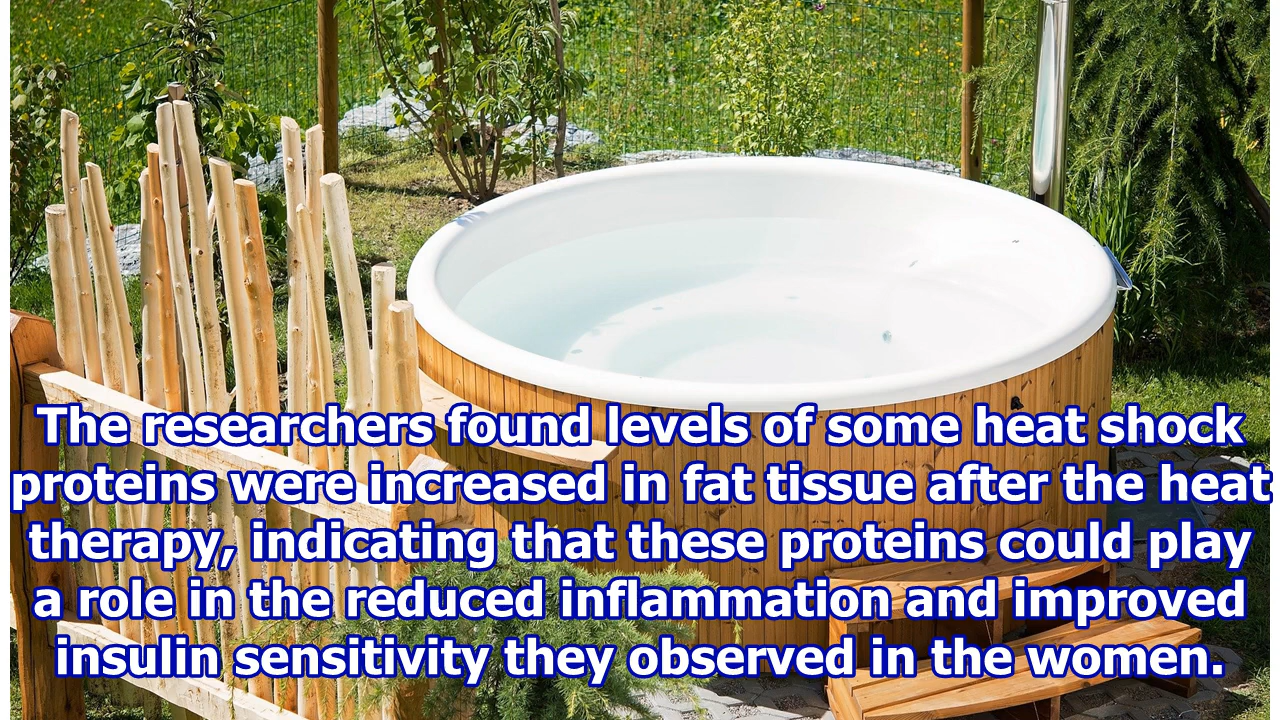 The researchers found levels of some heat shock
proteins were increased in fat tissue after the heat
therapy, indicating that these proteins could play
a role in the reduced inflammation and improved
insulin sensitivity they observed in the women.